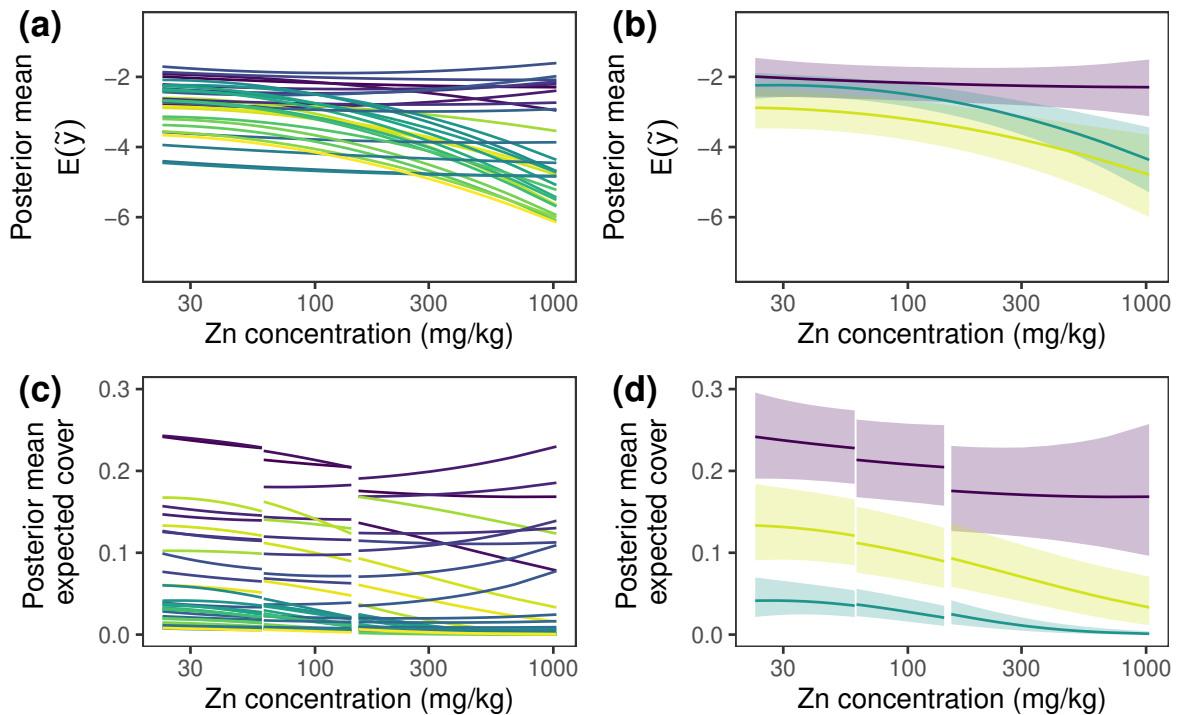 (a)
Posterior mean
E(ỹ)
−2
−4
−6
30 100 300 1000
Zn concentration (mg/kg)
(b)
Posterior mean
E(ỹ)
−2
−4
−6
30 100 300 1000
Zn concentration (mg/kg)
(c)
Posterior mean
expected cover
0.3
0.2
0.1
0.0
30 100 300 1000
Zn concentration (mg/kg)
(d)
Posterior mean
expected cover
0.3
0.2
0.1
0.0
30 100 300 1000
Zn concentration (mg/kg)